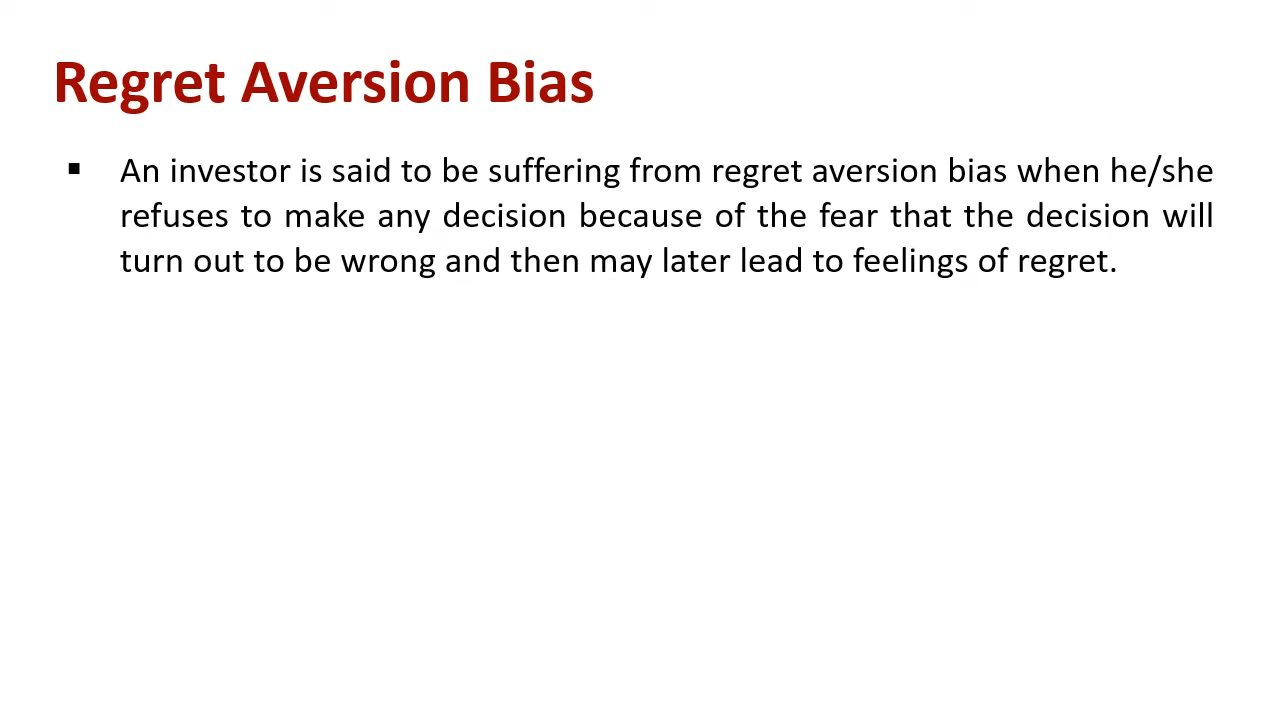 Regret Aversion Bias
▪ An investor is said to be suffering from regret aversion bias when he/she
refuses to make any decision because of the fear that the decision will
turn out to be wrong and then may later lead to feelings of regret.